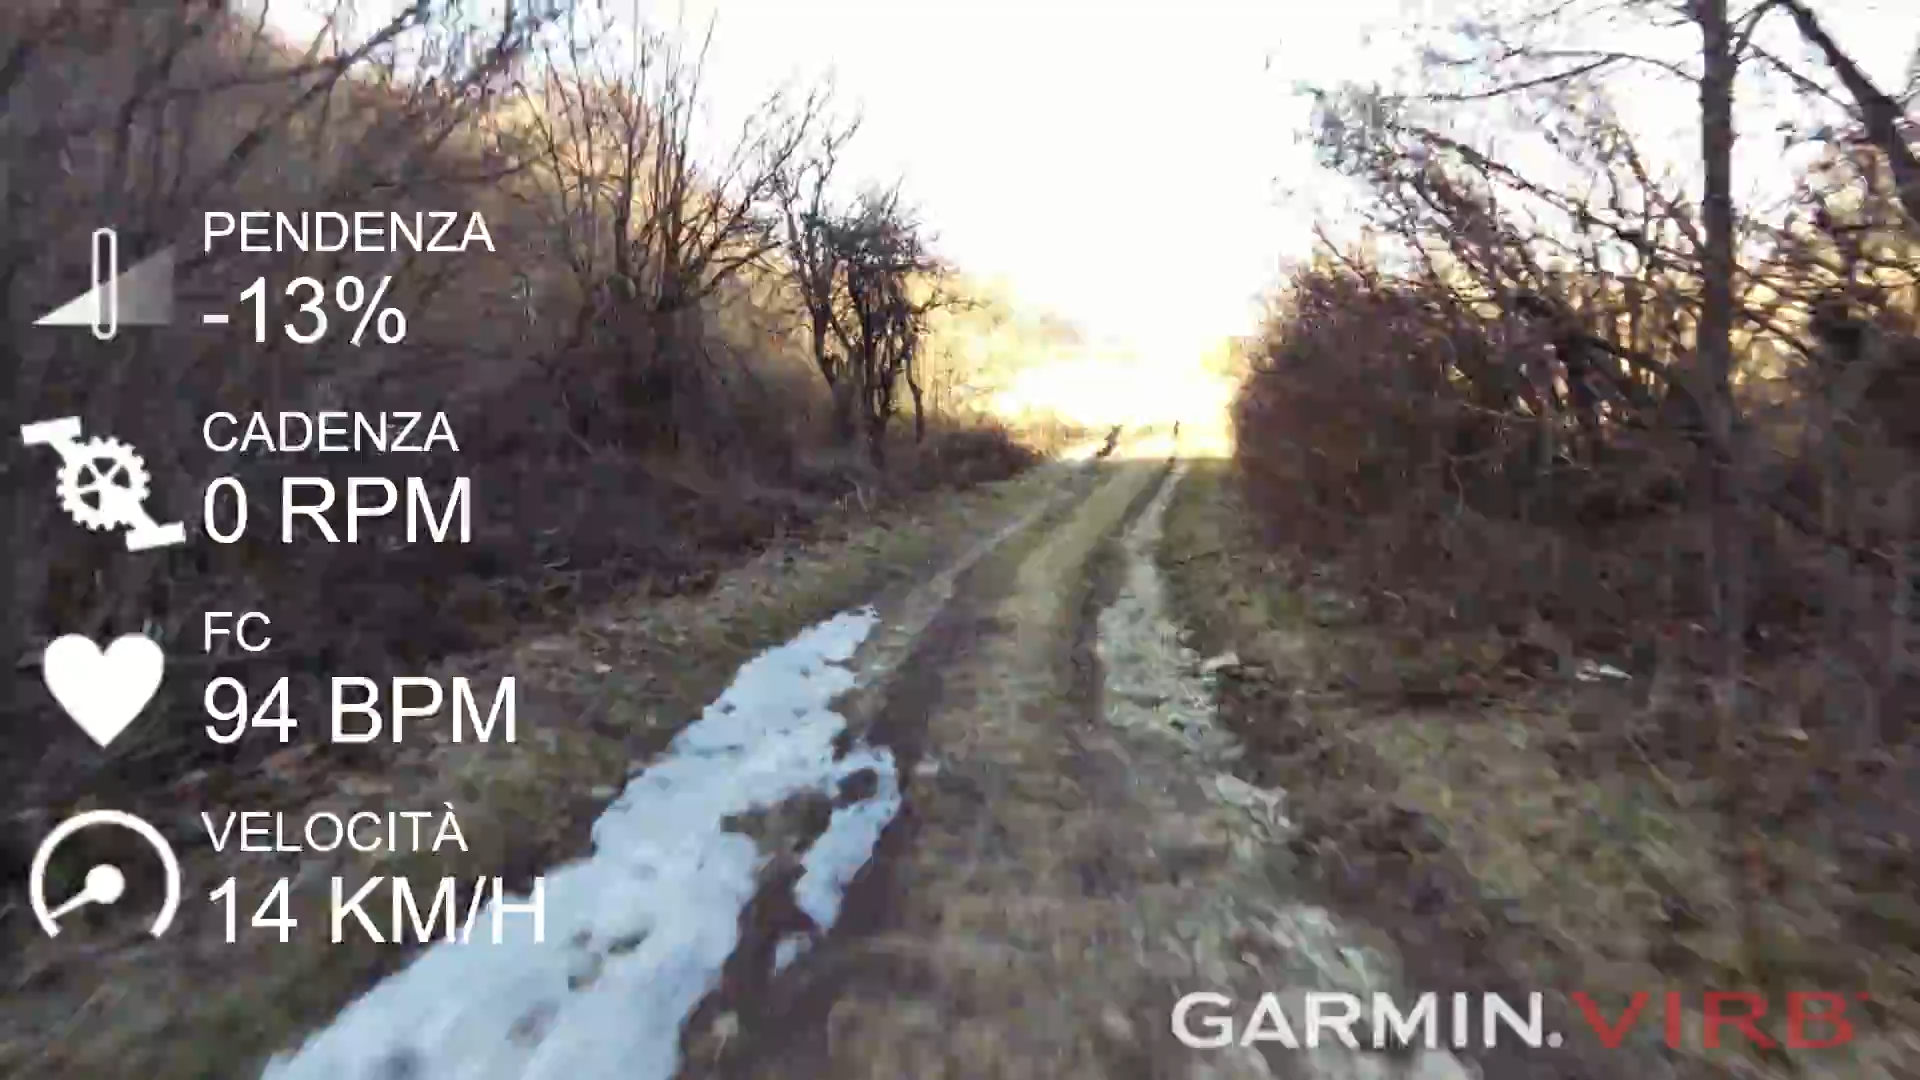 PENDENZA
-13%
CADENZA
0 RPM
FC
94 BPM
VELOCITÀ
14 KM/H
GARMIN. VIRB